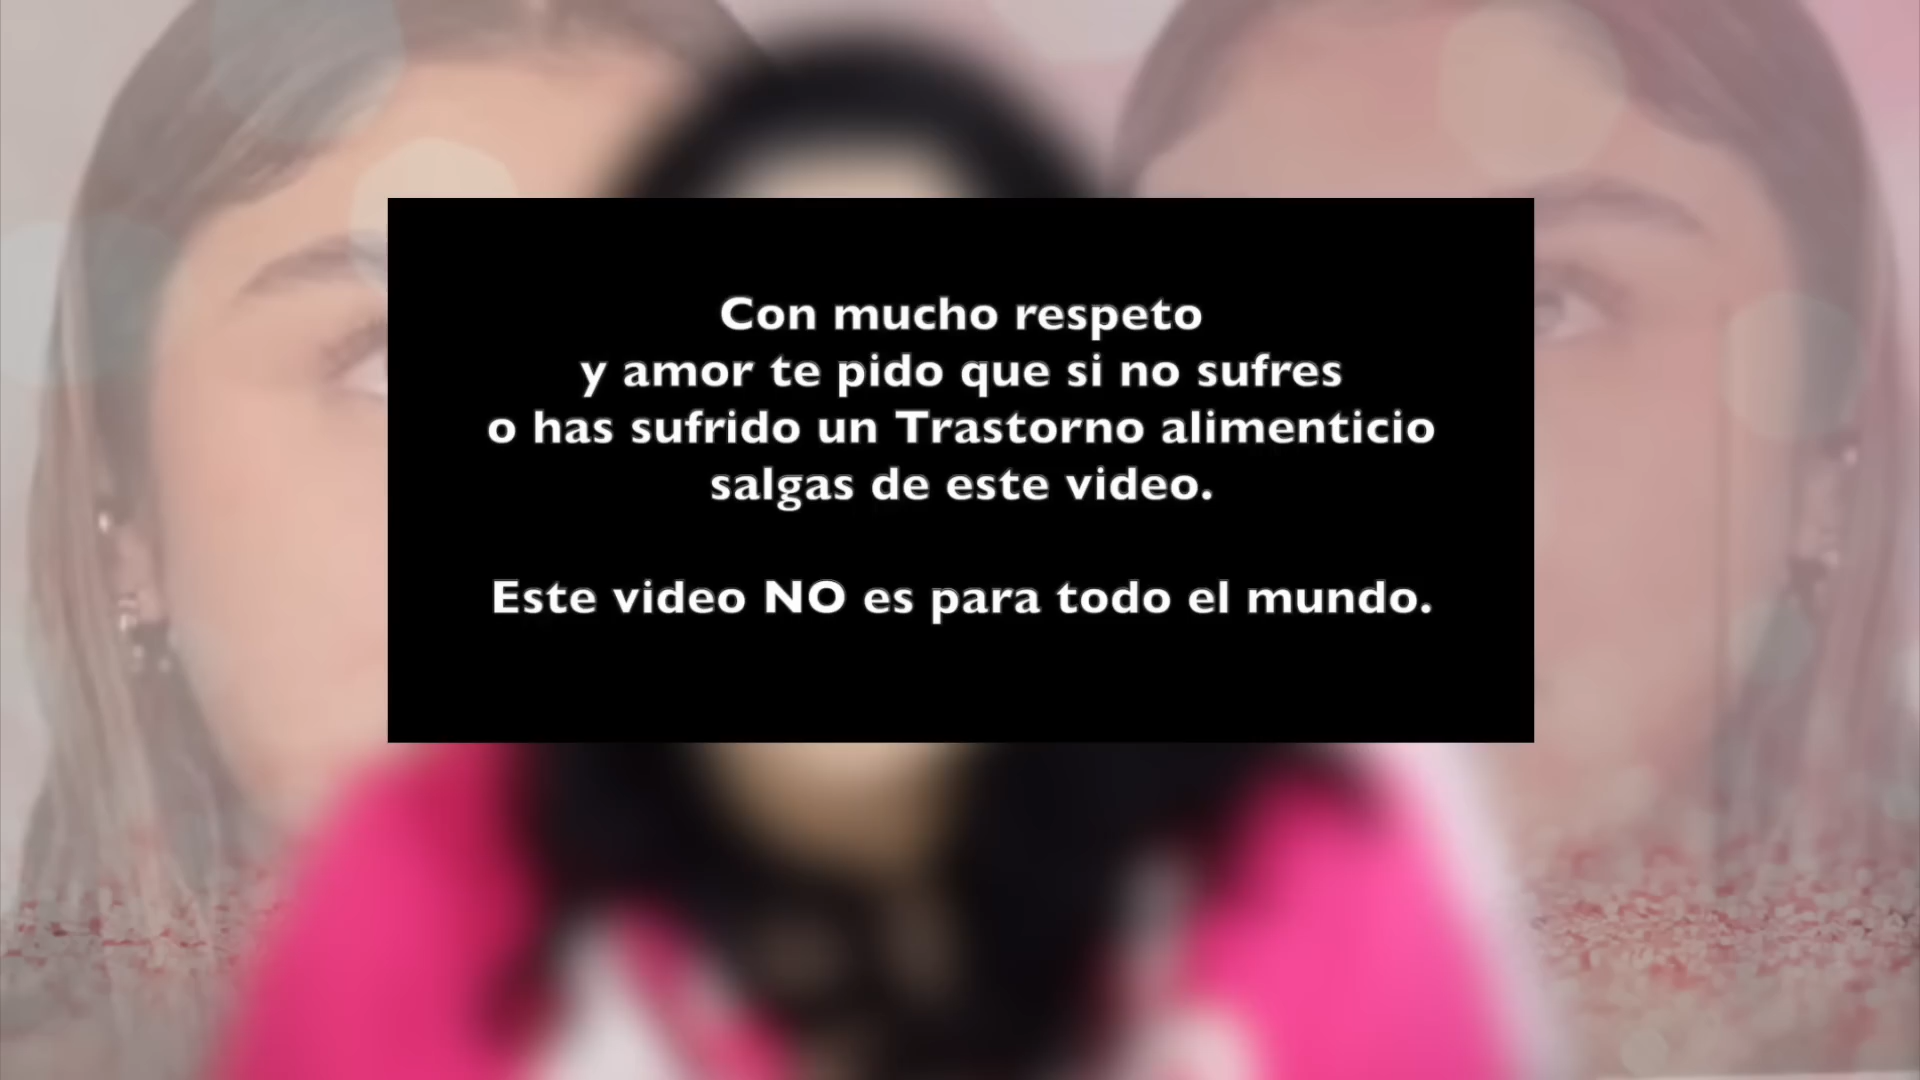 Con mucho respeto
y amor te pido que si no sufres
o has sufrido un Trastorno alimenticio
salgas de este video.
Este video NO es para todo el mundo.